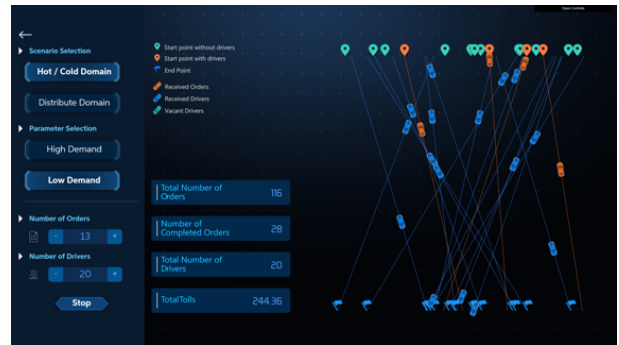 Open Controls
Scenario Selection
Hot / Cold Domain
Distribute Domain
Parameter Selection
High Demand
Low Demand
Number of Orders
- 13 +
Number of Drivers
- 20 +
Stop
Start point without drivers
Start point with drivers
End Point
Received Orders
Received Drivers
Vacant Drivers
Total Number of
Orders
116
Number of
Completed Orders
28
Total Number of
Drivers
20
TotalTolls
244.36